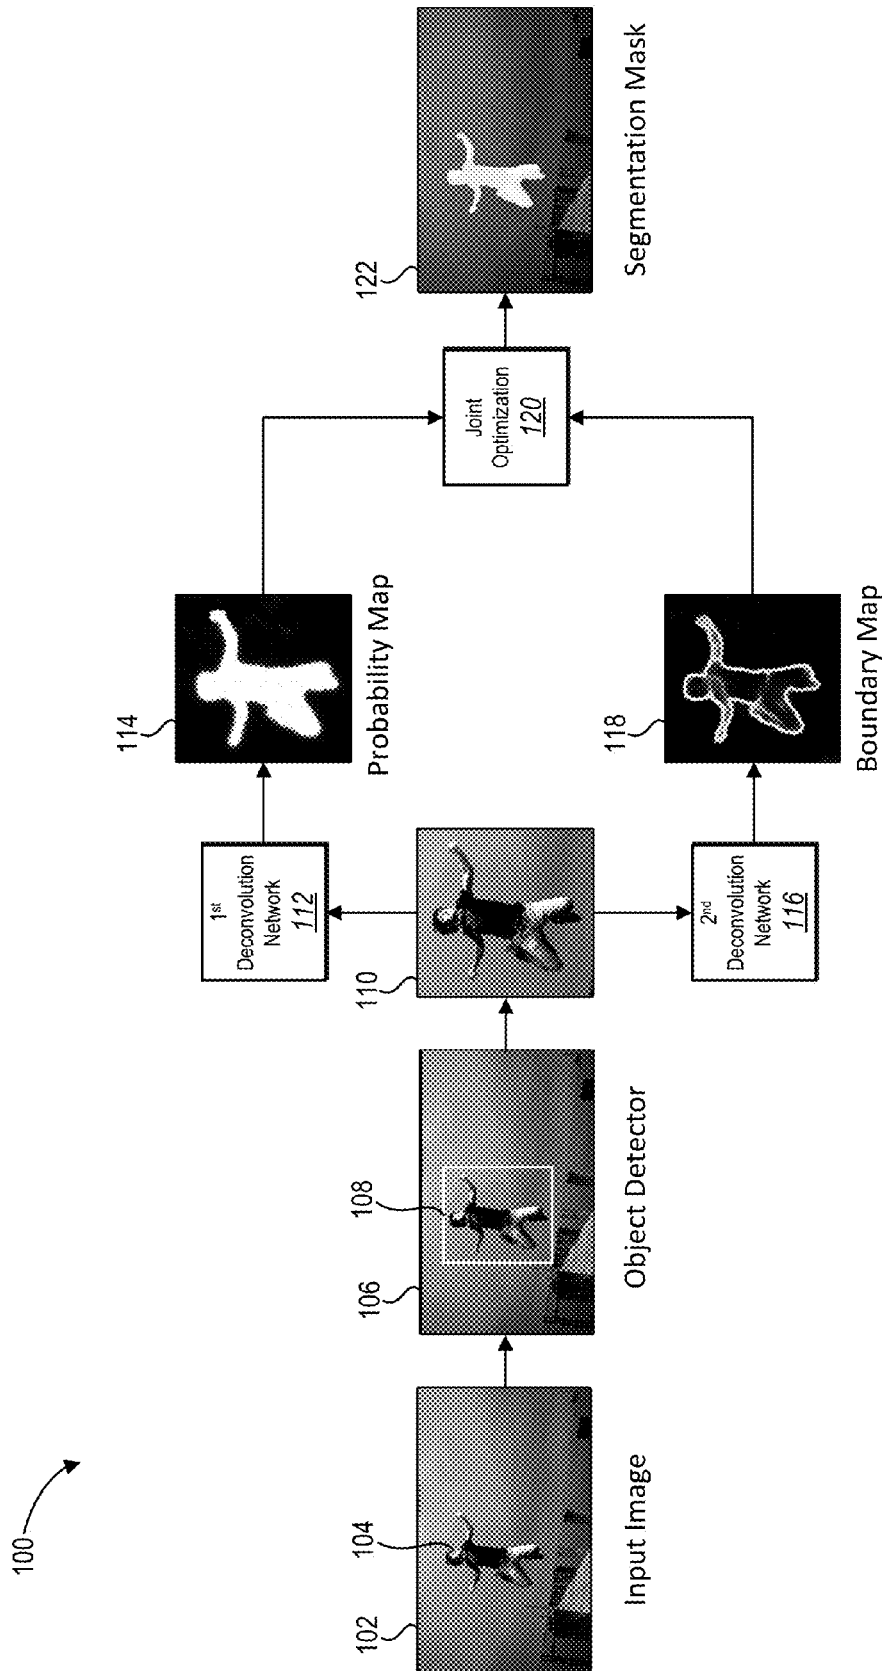 100
102
104
Input Image
106
108
Object Detector
110
1st
Deconvolution
Network
112
114
Probability Map
2nd
Deconvolution
Network
116
118
Boundary Map
Joint
Optimization
120
122
Segmentation Mask